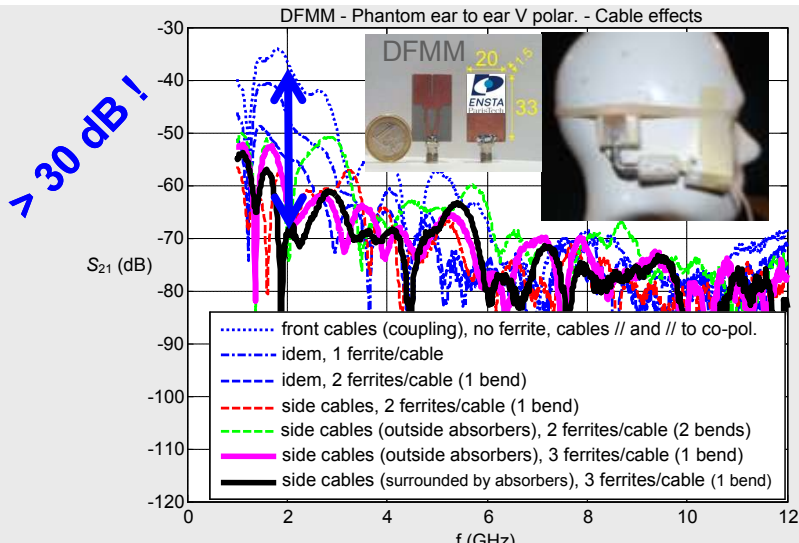 DFMM - Phantom ear to ear V polar. - Cable effects
> 30 dB !
DFMM
20
1.5
33
ENSTA
ParisTech
S21 (dB)
-30
-40
-50
-60
-70
-80
-90
-100
-110
-120
front cables (coupling), no ferrite, cables // and // to co-pol.
idem, 1 ferrite/cable
idem, 2 ferrites/cable (1 bend)
side cables, 2 ferrites/cable (1 bend)
side cables (outside absorbers), 2 ferrites/cable (2 bends)
side cables (outside absorbers), 3 ferrites/cable (1 bend)
side cables (surrounded by absorbers), 3 ferrites/cable (1 bend)
0 2 4 6 8 10 12
f (GHz)